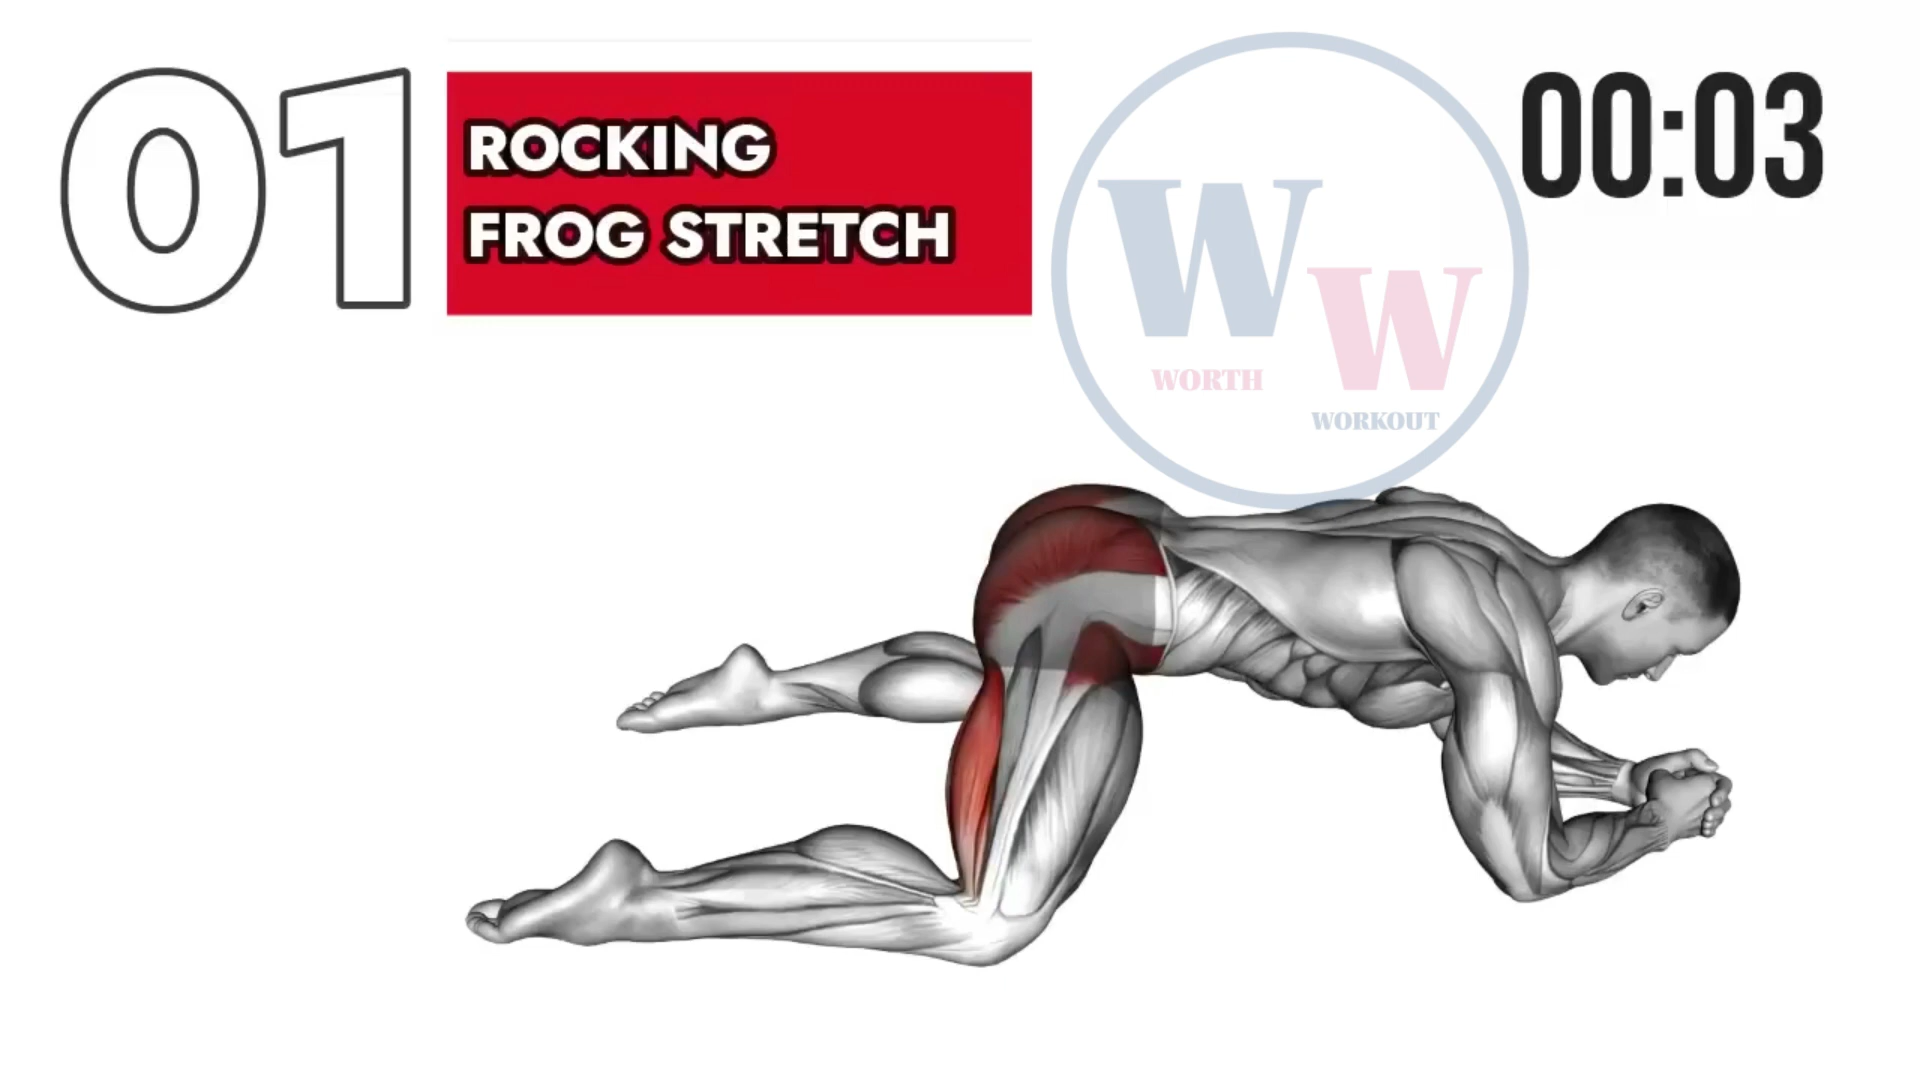 01
ROCKING
FROG STRETCH
00:03
W
W
WORTH
WORKOUT